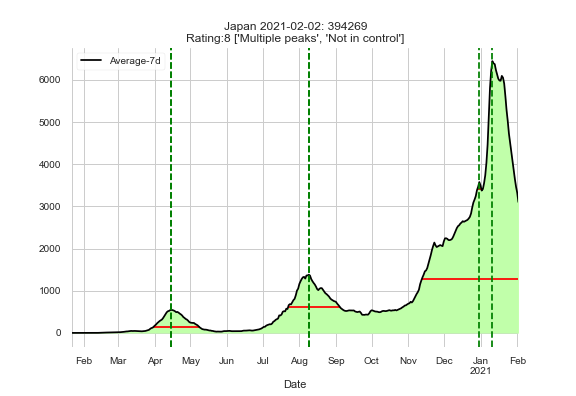 Japan 2021-02-02: 394269
Rating:8 ['Multiple peaks', 'Not in control']
Average-7d
6000
5000
4000
3000
2000
1000
0
Feb Mar Apr May Jun Jul Aug Sep Oct Nov Dec Jan Feb
2021
Date